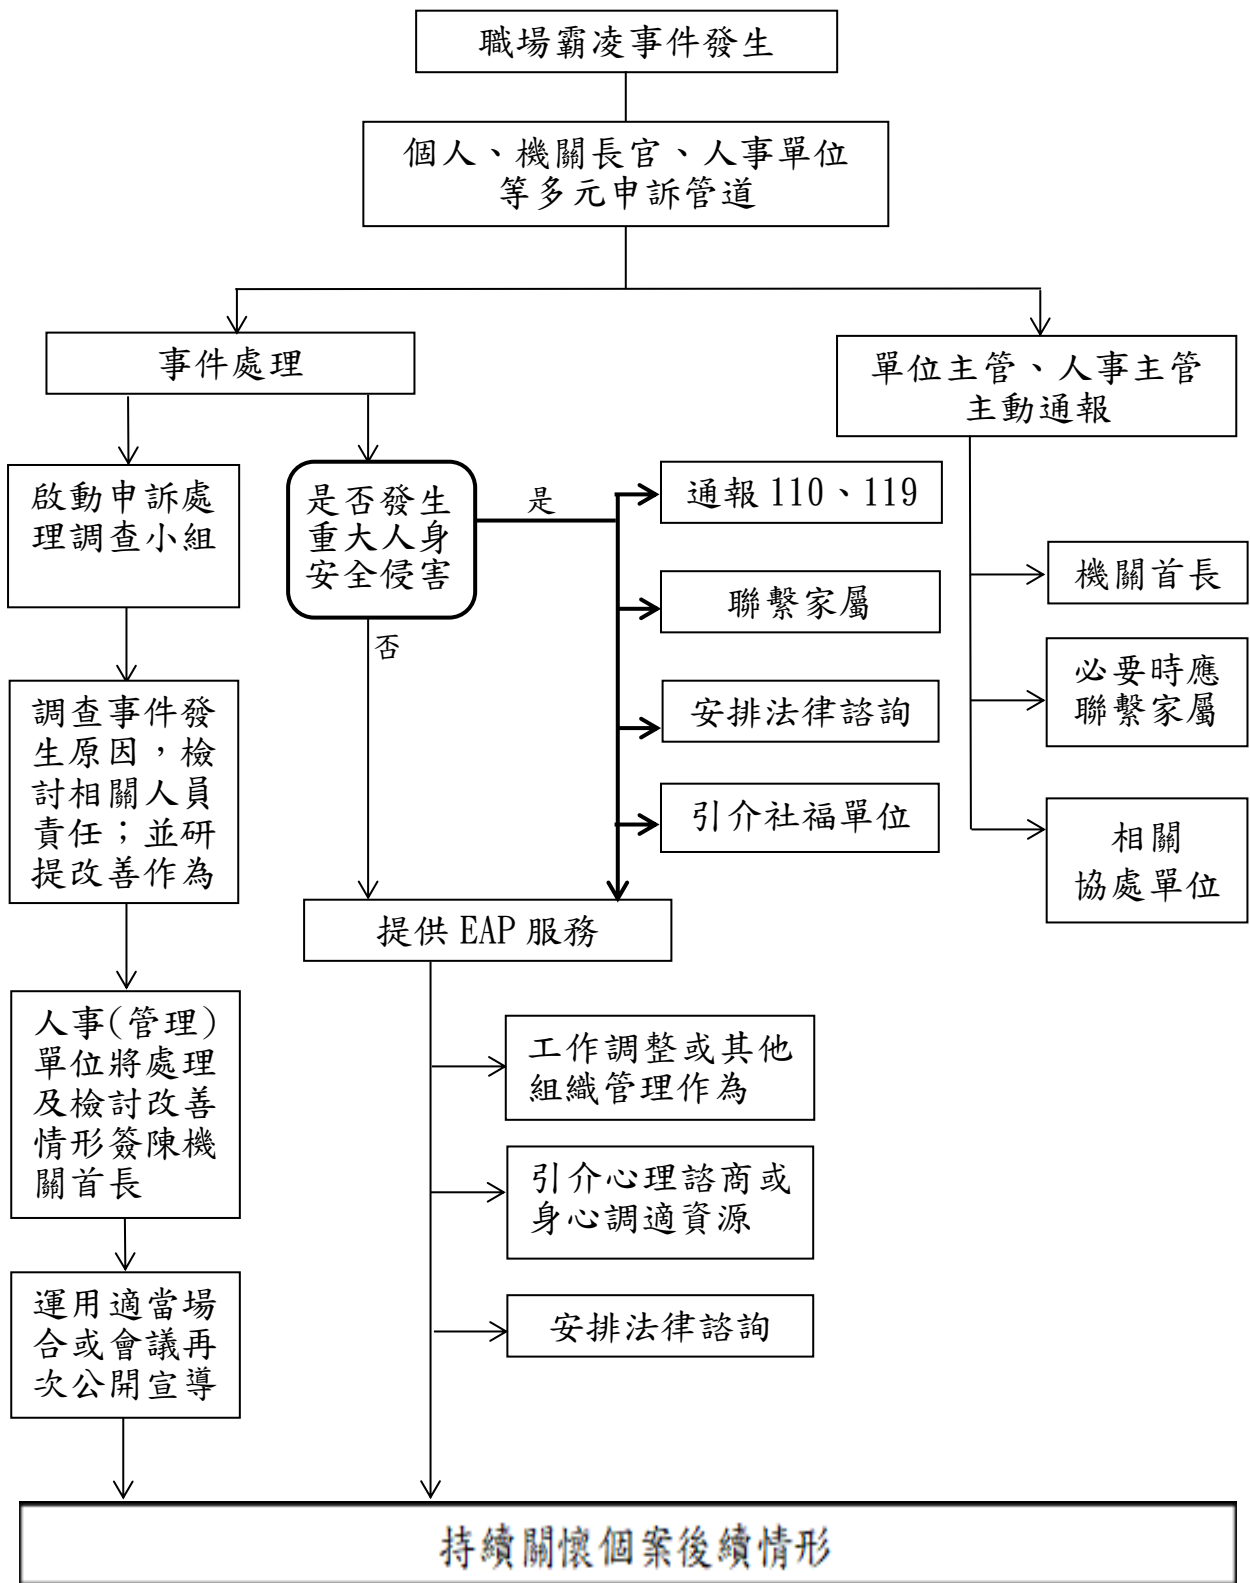 職場霸凌事件發生
個人、機關長官、人事單位
等多元申訴管道
事件處理
單位主管、人事主管
主動通報
啟動申訴處
理調查小組
是否發生
重大人身
安全侵害
是
否
通報 110、119
聯繫家屬
安排法律諮詢
引介社福單位
機關首長
必要時應
聯繫家屬
相關
協處單位
調查事件發
生原因，檢
討相關人員
責任；並研
提改善作為
提供 EAP 服務
人事(管理)
單位將處理
及檢討改善
情形簽陳機
關首長
工作調整或其他
組織管理作為
引介心理諮商或
身心調適資源
安排法律諮詢
運用適當場
合或會議再
次公開宣導
持續關懷個案後續情形